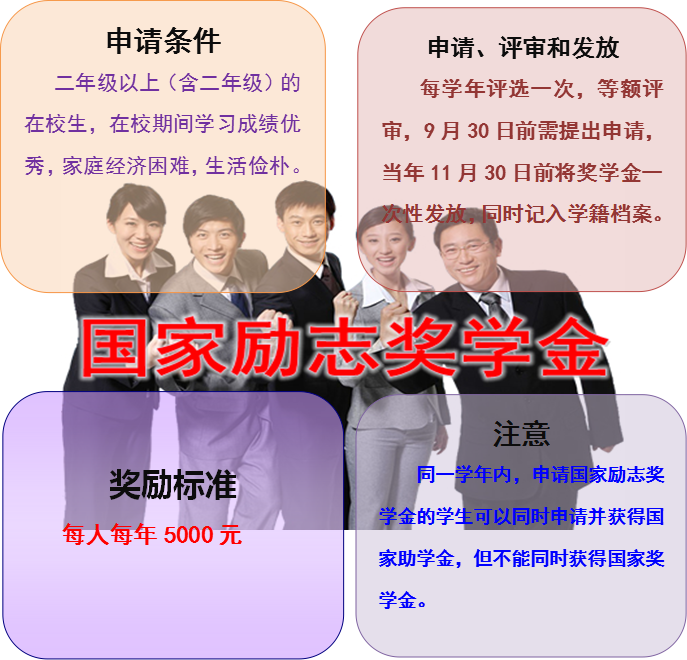 申请条件
二年级以上（含二年级）的
在校生，在校期间学习成绩优
秀，家庭经济困难，生活俭朴。
申请、评审和发放
每学年评选一次，等额评
审，9月30日前需提出申请，
当年11月30日前将奖学金一
次性发放，同时记入学籍档案。
国家励志奖学金
奖励标准
每人每年5000元
注意
同一学年内，申请国家励志奖
学金的学生可以同时申请并获得国
家助学金，但不能同时获得国家奖
学金。